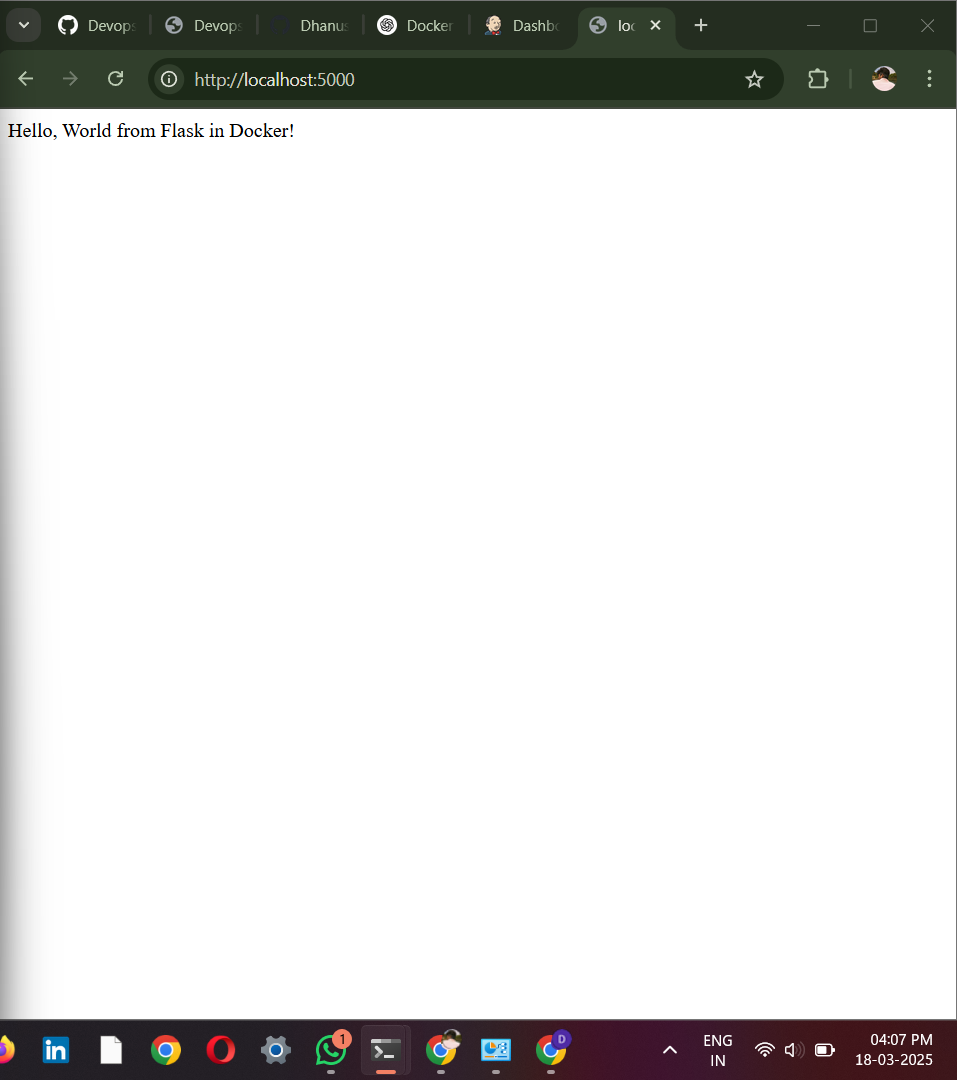 Devops
Devops
Dhanus
Docker
Dashb
loc
http://localhost:5000
Hello, World from Flask in Docker!
1
D
ENG
IN
04:07 PM
18-03-2025